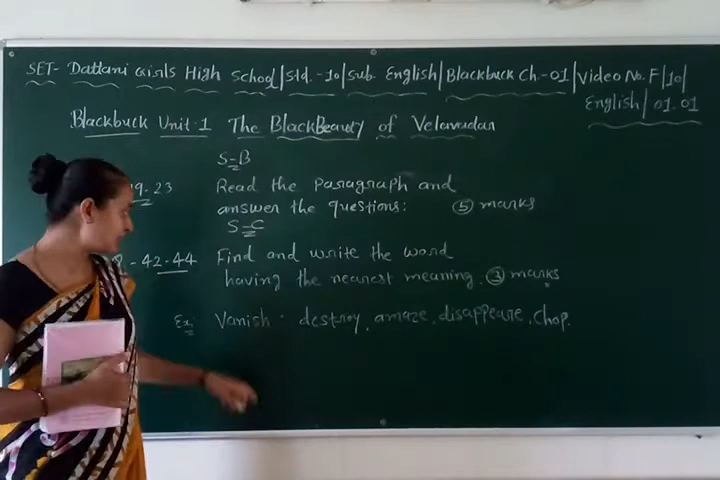 SET- Dattani Girls High School/Std.-10/Sub. English/Blackbuck Ch.-01/Video No. F/10/
English/01.01
Blackbuck Unit.1 The BlackBeauty of Velavadar
S-B
19-23 Read the Paragraph and
answer the questions: 5 marks
S-C
- 42-44 Find and write the word
having the nearest meaning. 3 marks
Ex: Vanish. destroy, amaze, disappeare, chop.